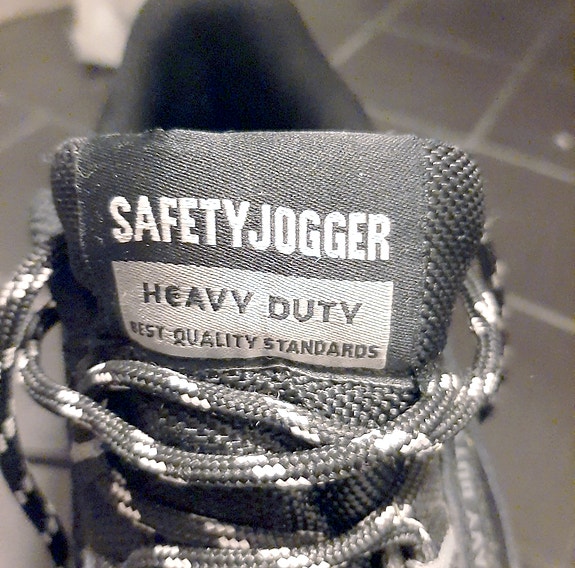 SAFETYJOGGER
HEAVY DUTY
BEST QUALITY STANDARDS